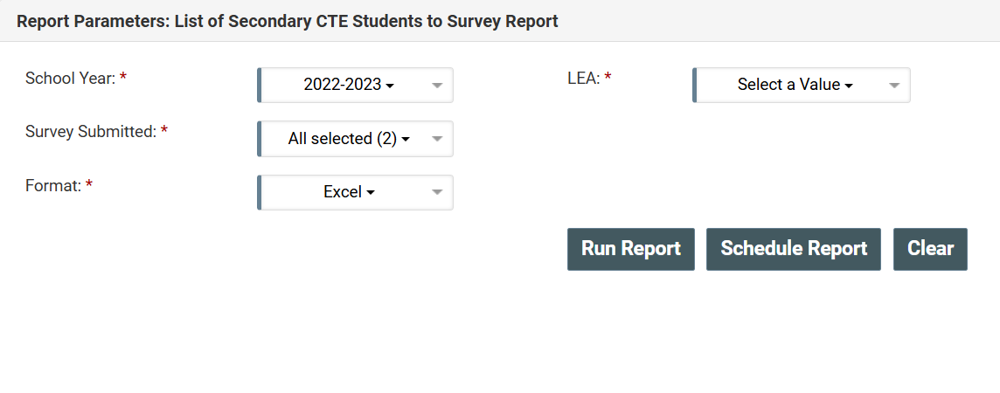 Report Parameters: List of Secondary CTE Students to Survey Report
School Year: * 2022-2023 LEA: * Select a Value
Survey Submitted: * All selected (2)
Format: * Excel
Run Report Schedule Report Clear